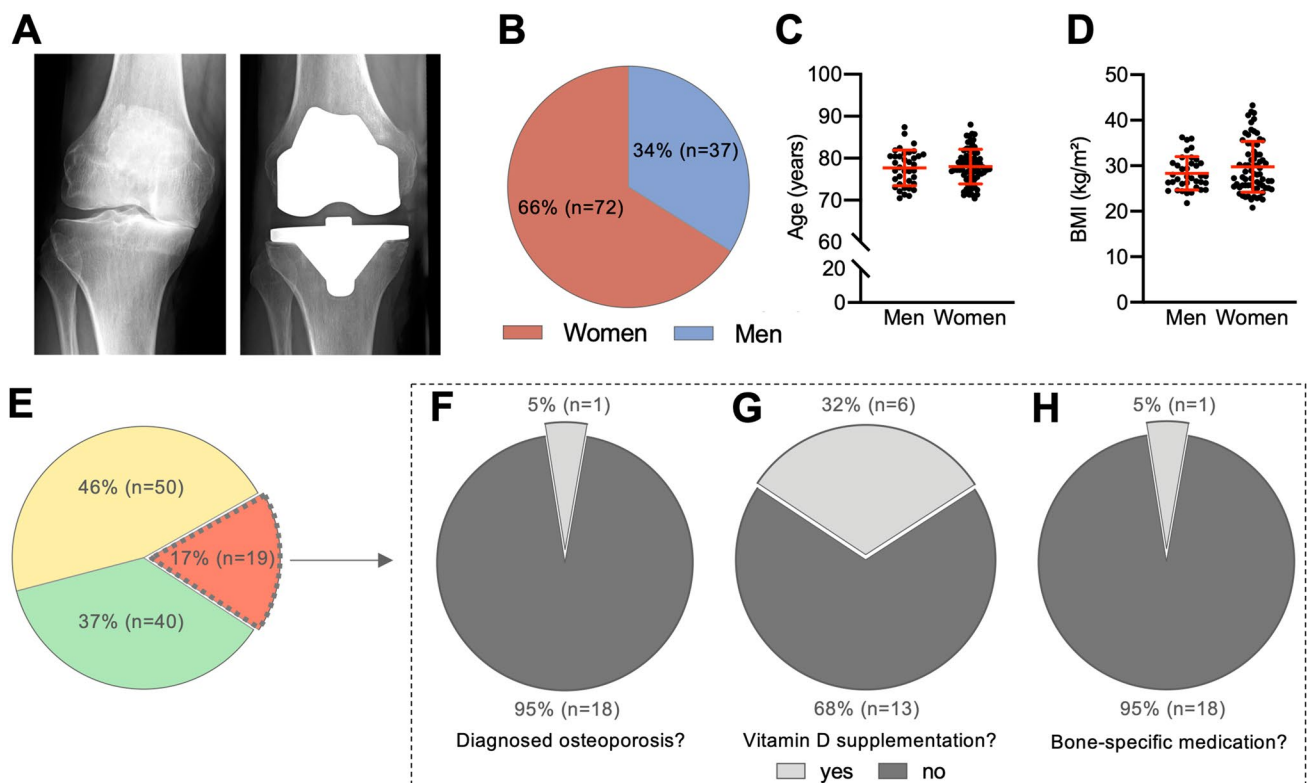 A
B
34% (n=37)
66% (n=72)
Women
Men
C
Age (years)
100
90
80
70
60
20
0
Men
Women
D
BMI (kg/m²)
50
40
30
20
10
0
Men
Women
E
46% (n=50)
17% (n=19)
37% (n=40)
F
5% (n=1)
95% (n=18)
Diagnosed osteoporosis?
G
32% (n=6)
68% (n=13)
Vitamin D supplementation?
H
5% (n=1)
95% (n=18)
Bone-specific medication?
yes
no